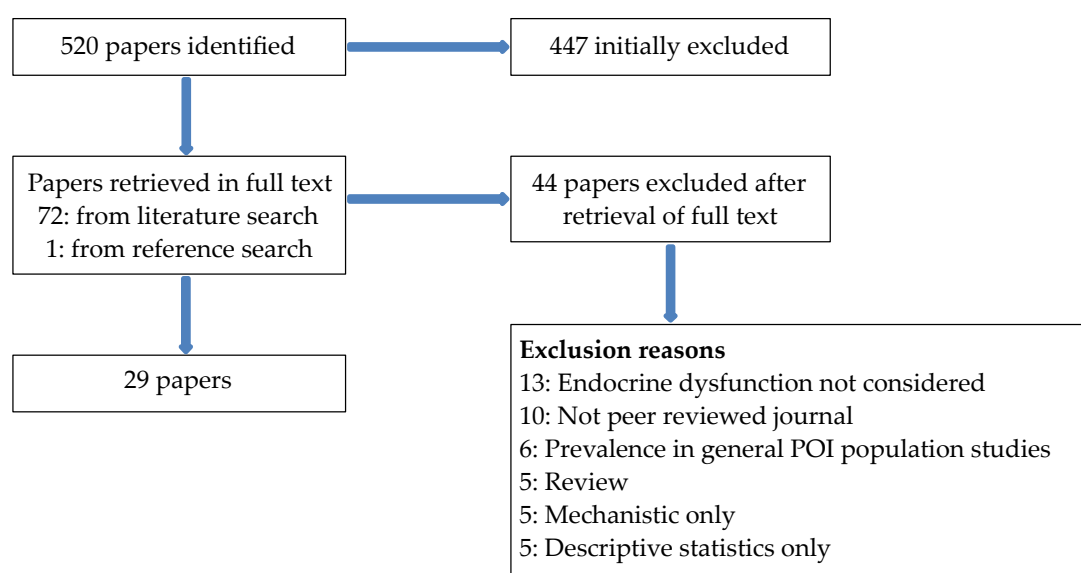 520 papers identified
447 initially excluded
Papers retrieved in full text
72: from literature search
1: from reference search
44 papers excluded after
retrieval of full text
29 papers
Exclusion reasons
13: Endocrine dysfunction not considered
10: Not peer reviewed journal
6: Prevalence in general POI population studies
5: Review
5: Mechanistic only
5: Descriptive statistics only